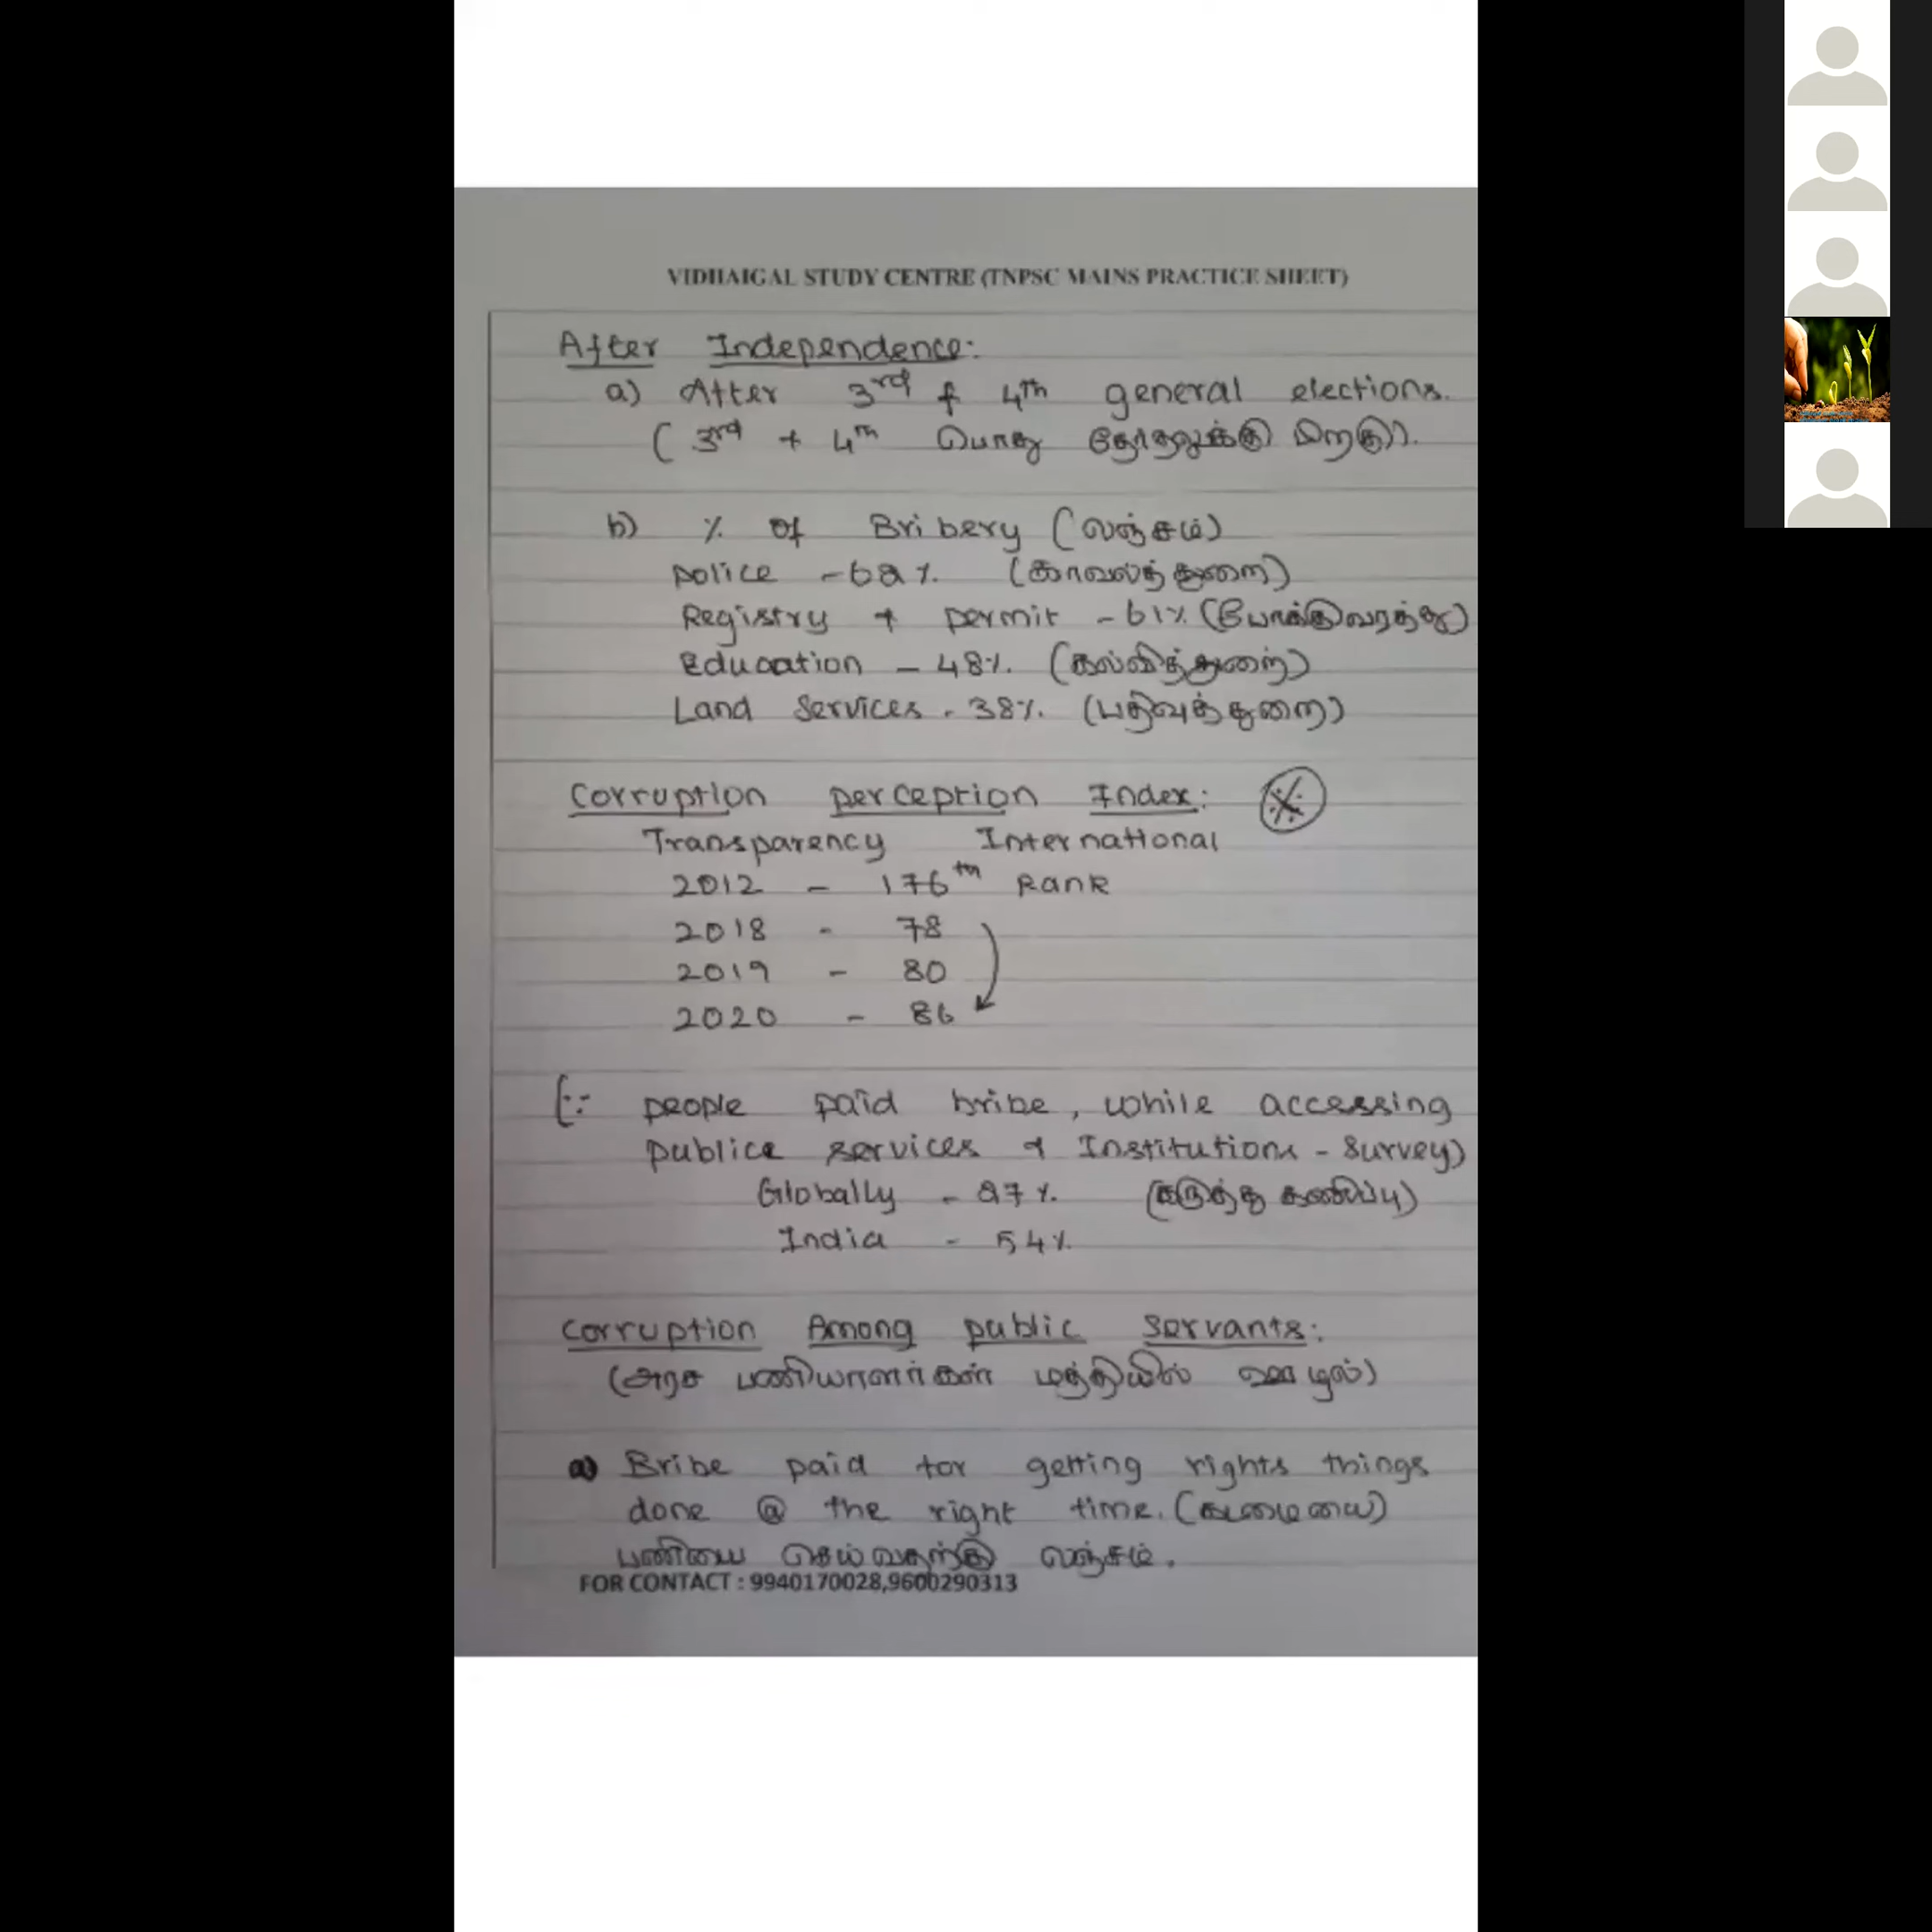 VIDHAIGAL STUDY CENTRE (TNPSC MAINS PRACTICE SHEET)
After Independence:
a) After 3rd & 4th general elections.
( 3rd + 4th பொது தேர்தலுக்கு பிறகு).
b) % of Bribery (லஞ்சம்)
police - 62%. (காவலத்துறை)
Registry + permit - 61% (போக்குவரத்து)
Education - 48%. (கல்வித்துறை)
Land Services - 38%. (பதிவுத்துறை)
Corruption perception Index:
Transparency International
2012 - 176th Rank
2018 - 78
2019 - 80
2020 - 86
[∵ people paid bribe, while accessing
publice services & Institutions - Survey)
Globally - 27%. (கருத்து கணிப்பு)
India - 54%.
Corruption Among public Servants:
(அரசு பணியாளர்கள் மத்தியில் ஊழல்)
a) Bribe paid for getting rights things
done @ the right time. (கடமையை)
பணியை செய்வதற்கு லஞ்சம்.
FOR CONTACT : 9940170028,9600290313